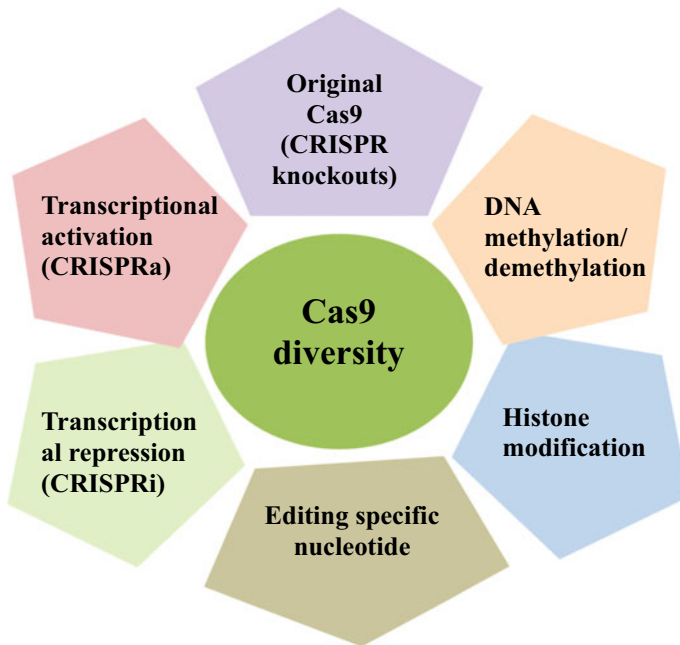 Original
Cas9
(CRISPR
knockouts)
DNA
methylation/
demethylation
Histone
modification
Editing specific
nucleotide
Transcription
al repression
(CRISPRi)
Transcriptional
activation
(CRISPRa)
Cas9
diversity